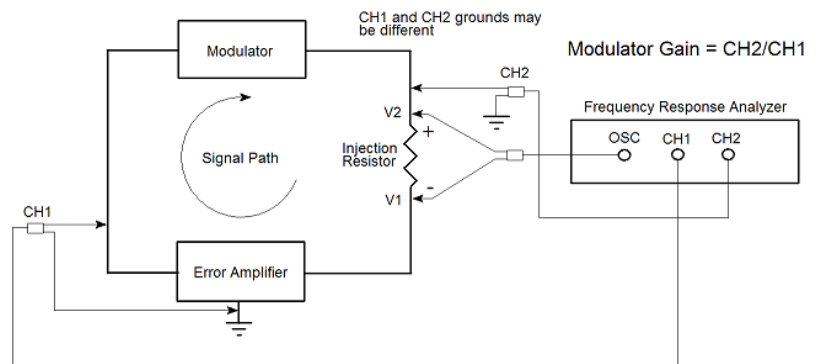 CH1 and CH2 grounds may
be different
Modulator
Modulator Gain = CH2/CH1
CH2
Frequency Response Analyzer
V2
+
OSC
CH1
CH2
Injection
Resistor
Signal Path
-
V1
CH1
Error Amplifier